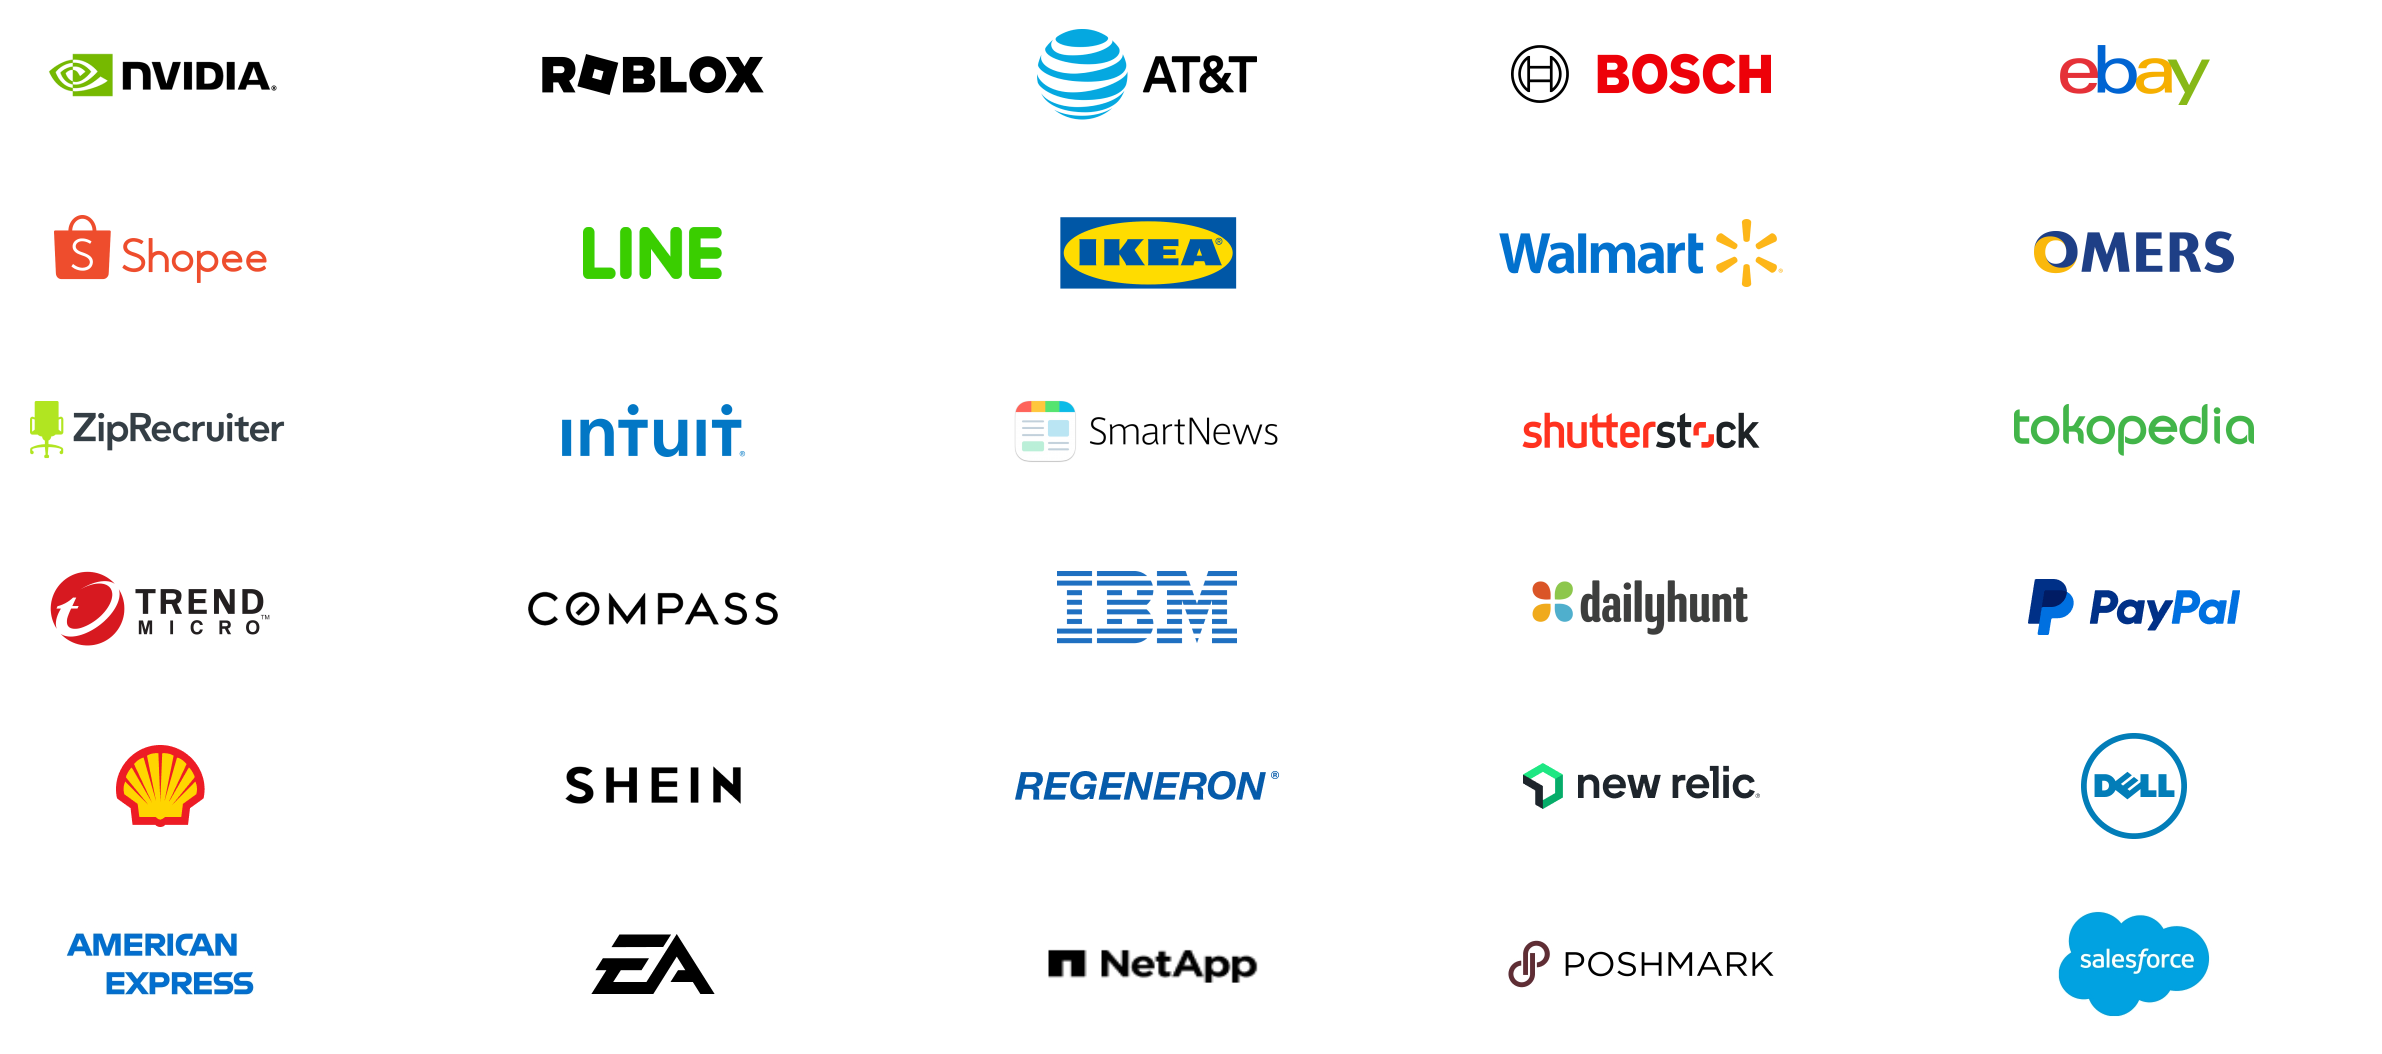 NVIDIA.
ROBLOX
AT&T
BOSCH
ebay
S Shopee
LINE
IKEA®
Walmart
OMERS
ZipRecruiter
intuit®
SmartNews
shutterstock
tokopedia
t TREND
MICRO™
COMPASS
IBM
dailyhunt
P PayPal
SHEIN
REGENERON®
new relic®
DELL
AMERICAN
EXPRESS
EA
NetApp
POSHMARK
salesforce